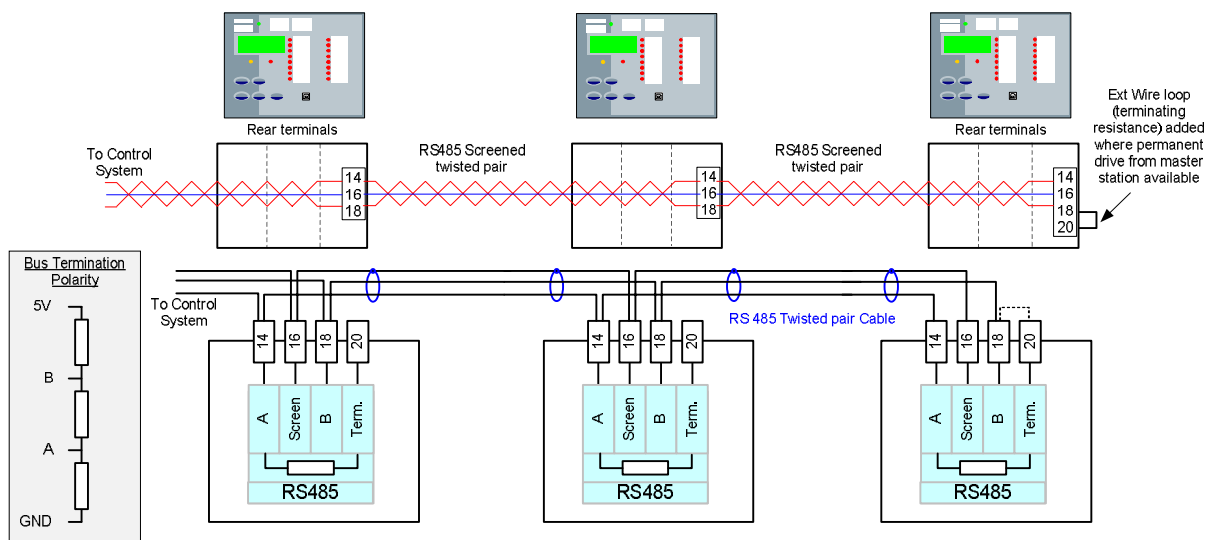 Rear terminals
Rear terminals
To Control
System
RS485 Screened
twisted pair
RS485 Screened
twisted pair
Ext Wire loop
(terminating
resistance) added
where permanent
drive from master
station available
14
16
18
14
16
18
14
16
18
20
Bus Termination
Polarity
5V
B
A
GND
To Control
System
RS 485 Twisted pair Cable
14
16
18
20
14
16
18
20
14
16
18
20
A
Screen
B
Term.
A
Screen
B
Term.
A
Screen
B
Term.
RS485
RS485
RS485